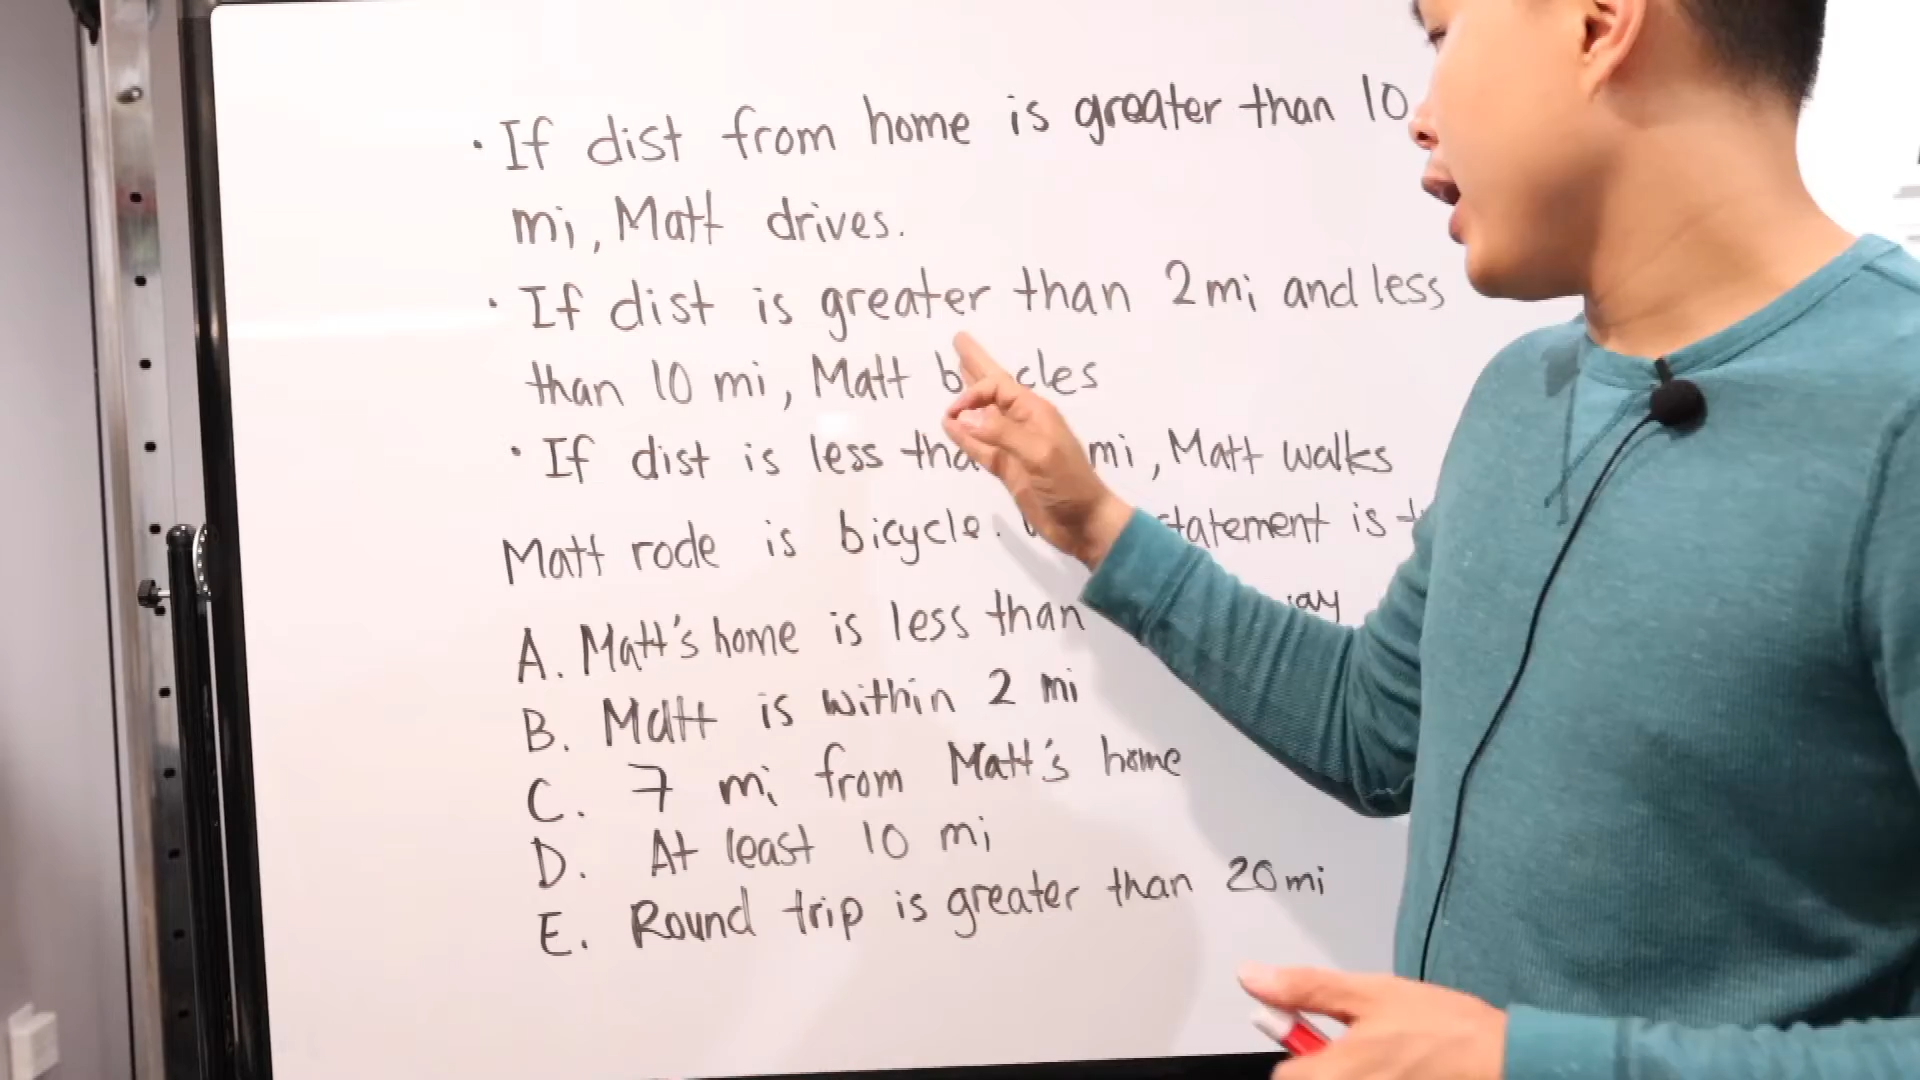 · If dist from home is greater than 10
mi, Matt drives.
· If dist is greater than 2mi and less
than 10 mi, Matt cles
· If dist is less mi, Matt walks
Matt rode is bicycle. statement is
A. Matt's home is less than
B. Matt is within 2 mi
C. 7 mi from Matt's home
D. At least 10 mi
E. Round trip is greater than 20mi